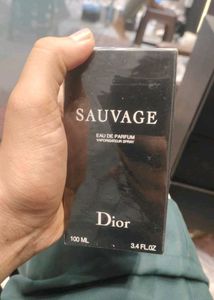 SAUVAGE
EAU DE PARFUM
VAPORISATEUR SPRAY
Dior
100 ML 3.4 FL.OZ